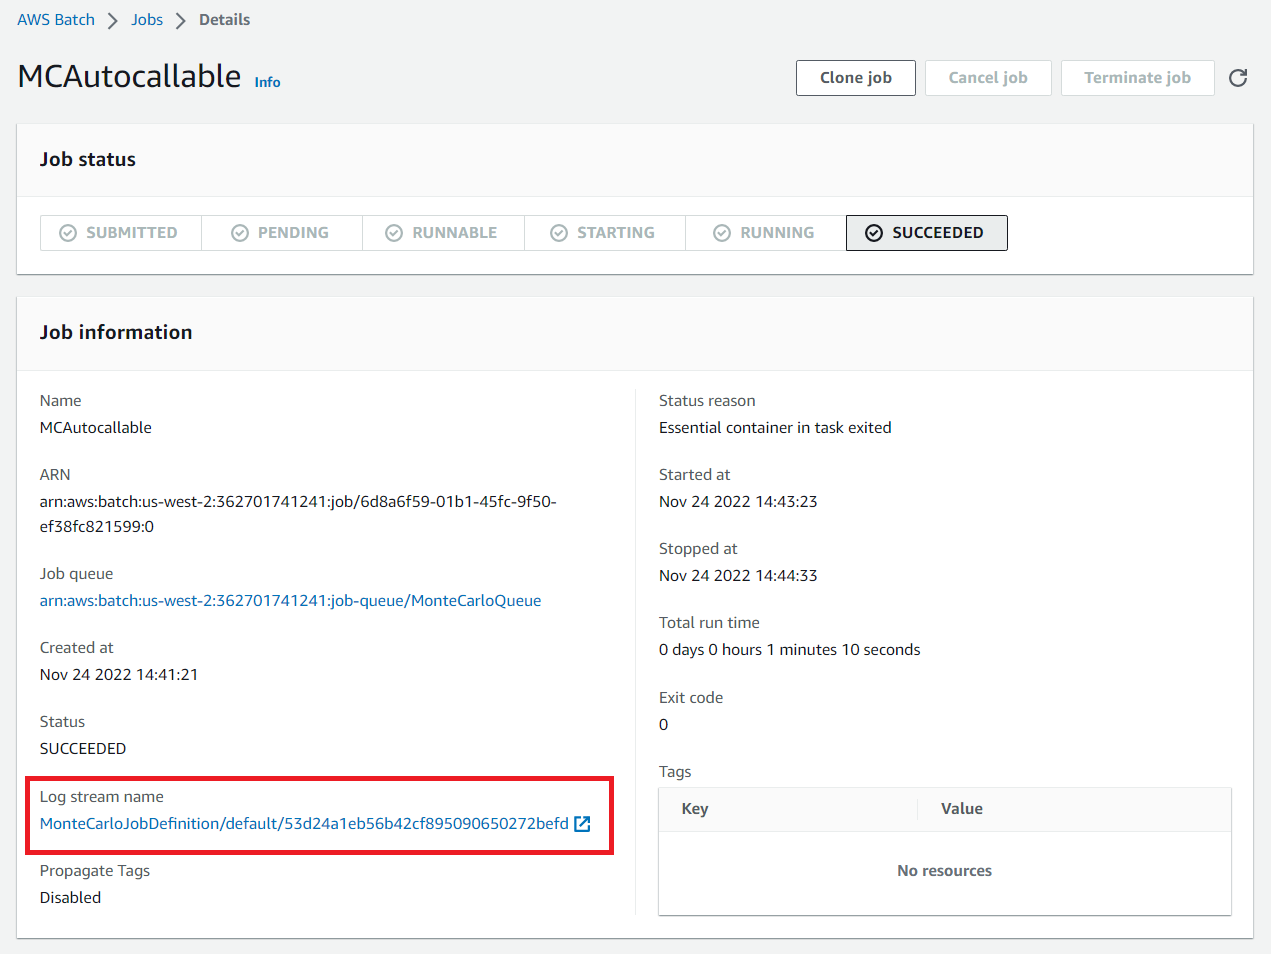 AWS Batch > Jobs > Details
MCAutocallable Info
Clone job
Cancel job
Terminate job
Job status
SUBMITTED
PENDING
RUNNABLE
STARTING
RUNNING
SUCCEEDED
Job information
Name
MCAutocallable
ARN
arn:aws:batch:us-west-2:362701741241:job/6d8a6f59-01b1-45fc-9f50-
ef38fc821599:0
Job queue
arn:aws:batch:us-west-2:362701741241:job-queue/MonteCarloQueue
Created at
Nov 24 2022 14:41:21
Status
SUCCEEDED
Log stream name
MonteCarloJobDefinition/default/53d24a1eb56b42cf895090650272befd
Propagate Tags
Disabled
Status reason
Essential container in task exited
Started at
Nov 24 2022 14:43:23
Stopped at
Nov 24 2022 14:44:33
Total run time
0 days 0 hours 1 minutes 10 seconds
Exit code
0
Tags
Key
Value
No resources